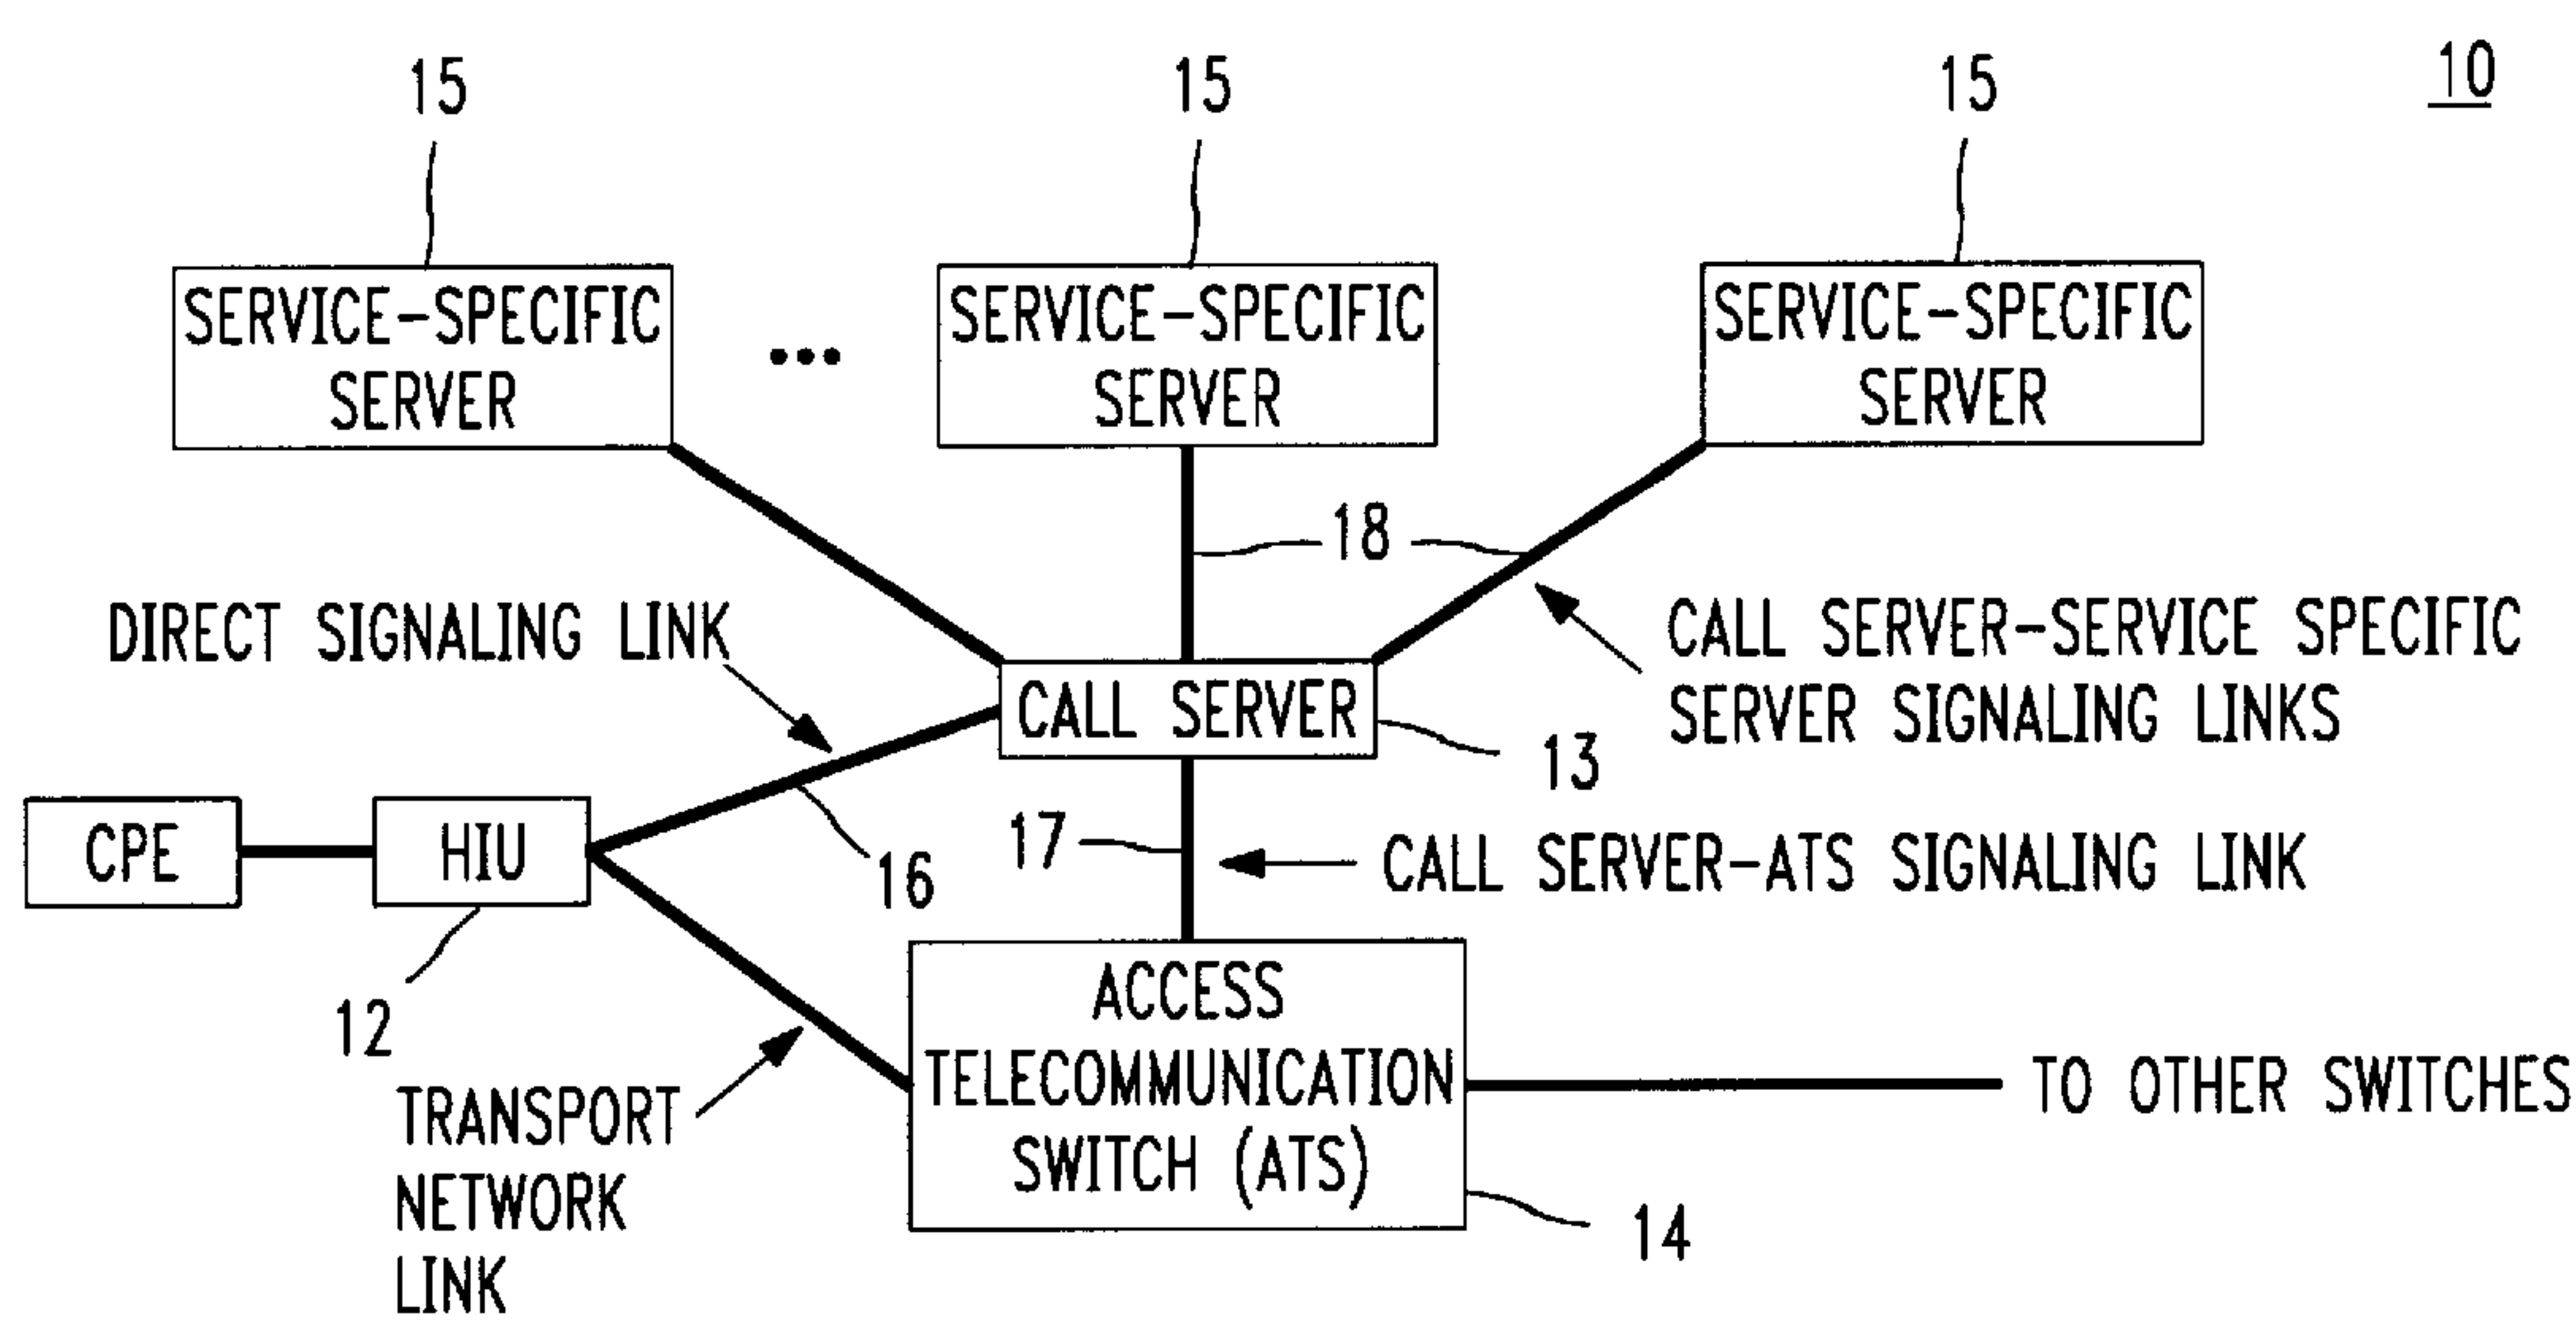 10
15
15
15
SERVICE-SPECIFIC
SERVER
...
SERVICE-SPECIFIC
SERVER
SERVICE-SPECIFIC
SERVER
18
DIRECT SIGNALING LINK
CALL SERVER-SERVICE SPECIFIC
SERVER SIGNALING LINKS
CALL SERVER
13
CPE
HIU
16
17
CALL SERVER-ATS SIGNALING LINK
12
ACCESS
TELECOMMUNICATION
SWITCH (ATS)
TO OTHER SWITCHES
TRANSPORT
NETWORK
LINK
14